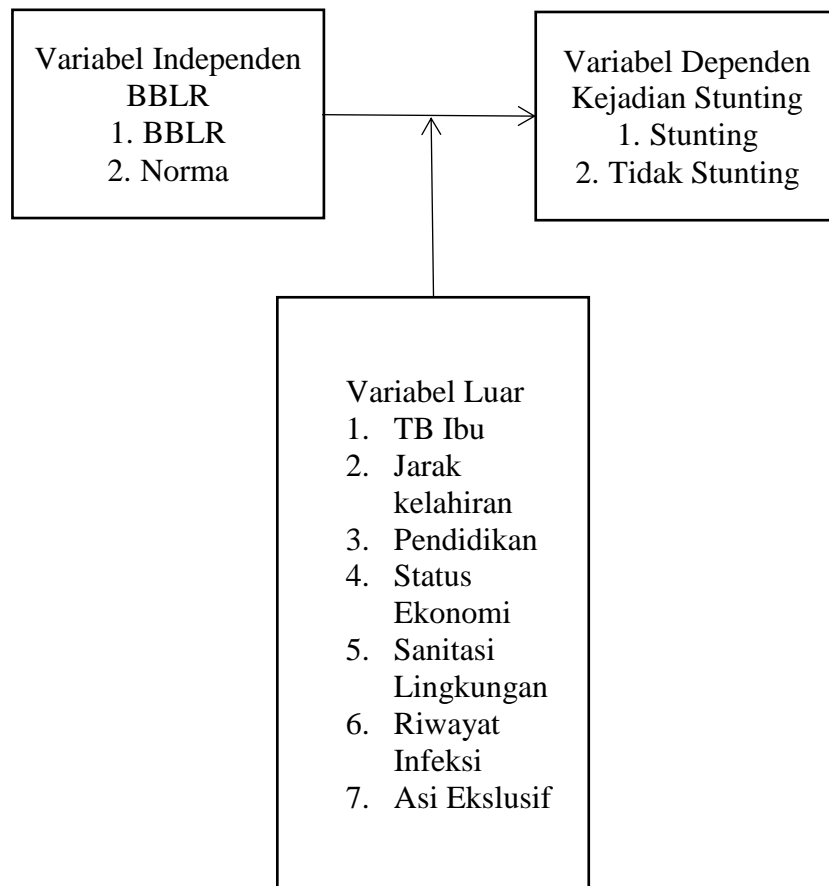 Variabel Independen
BBLR
1. BBLR
2. Norma
Variabel Dependen
Kejadian Stunting
1. Stunting
2. Tidak Stunting
Variabel Luar
1. TB Ibu
2. Jarak
kelahiran
3. Pendidikan
4. Status
Ekonomi
5. Sanitasi
Lingkungan
6. Riwayat
Infeksi
7. Asi Ekslusif